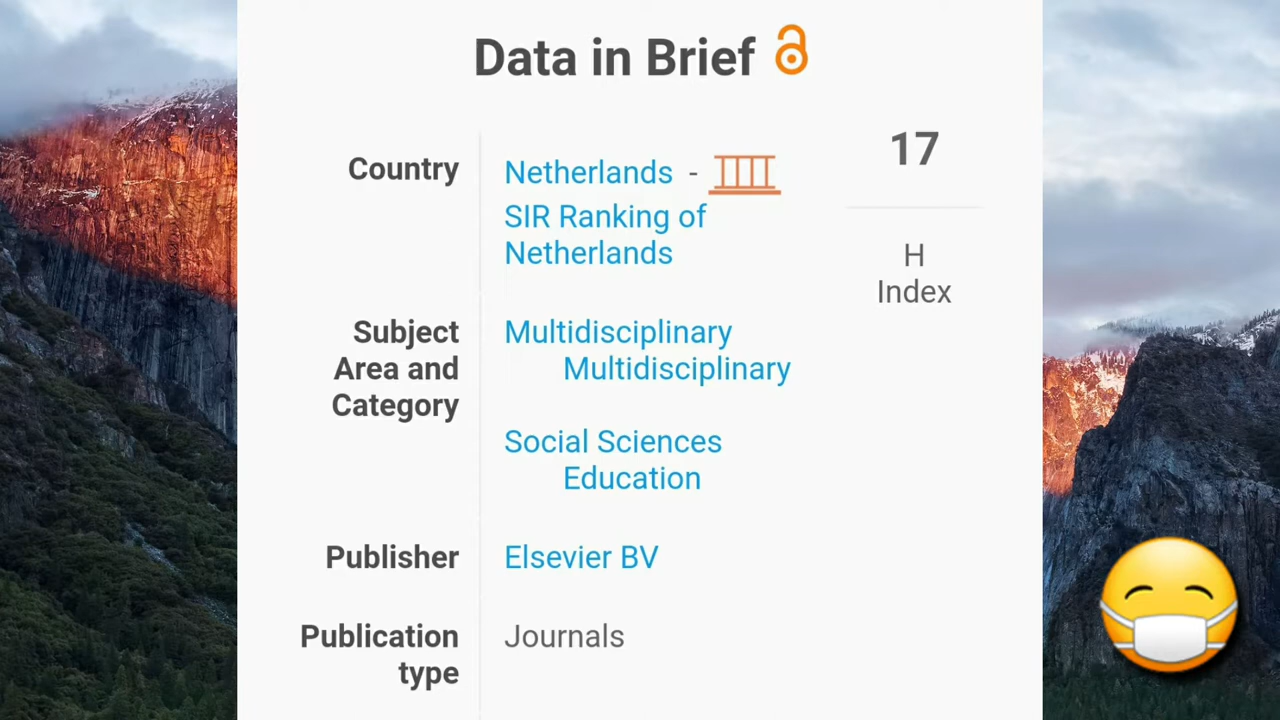 Data in Brief
Country
Netherlands -
SIR Ranking of
Netherlands
17
H
Index
Subject
Area and
Category
Multidisciplinary
Multidisciplinary
Social Sciences
Education
Publisher
Elsevier BV
Publication
type
Journals